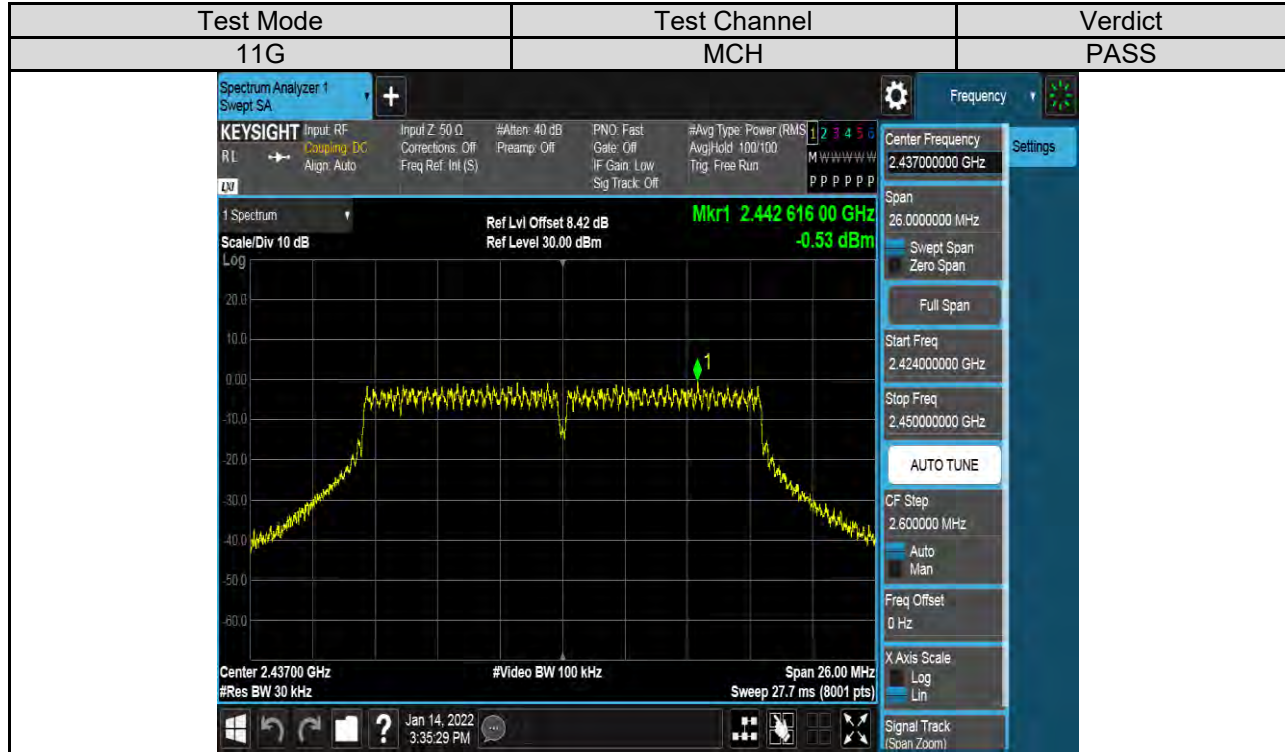 Test Mode Test Channel Verdict
11G MCH PASS
Spectrum Analyzer 1
Swept SA
+
Frequency
KEYSIGHT Input: RF Input Z: 50 Ω #Atten: 40 dB PNO: Fast #Avg Type: Power (RMS 1 2 3 4 5 6
RL Coupling: DC Corrections: Off Preamp: Off Gate: Off Avg|Hold: 100/100 M W W W W W
Align: Auto Freq Ref: Int (S) IF Gain: Low Trig: Free Run
LXI Sig Track: Off P P P P P P
1 Spectrum
Ref Lvl Offset 8.42 dB Mkr1 2.442 616 00 GHz
Scale/Div 10 dB Ref Level 30.00 dBm -0.53 dBm
Log
20.0
10.0
1
0.00
-10.0
-20.0
-30.0
-40.0
-50.0
-60.0
Center 2.43700 GHz #Video BW 100 kHz Span 26.00 MHz
#Res BW 30 kHz Sweep 27.7 ms (8001 pts)
Center Frequency
2.437000000 GHz
Settings
Span
26.0000000 MHz
Swept Span
Zero Span
Full Span
Start Freq
2.424000000 GHz
Stop Freq
2.450000000 GHz
AUTO TUNE
CF Step
2.600000 MHz
Auto
Man
Freq Offset
0 Hz
X Axis Scale
Log
Lin
Signal Track
(Span Zoom)
? Jan 14, 2022
3:35:29 PM